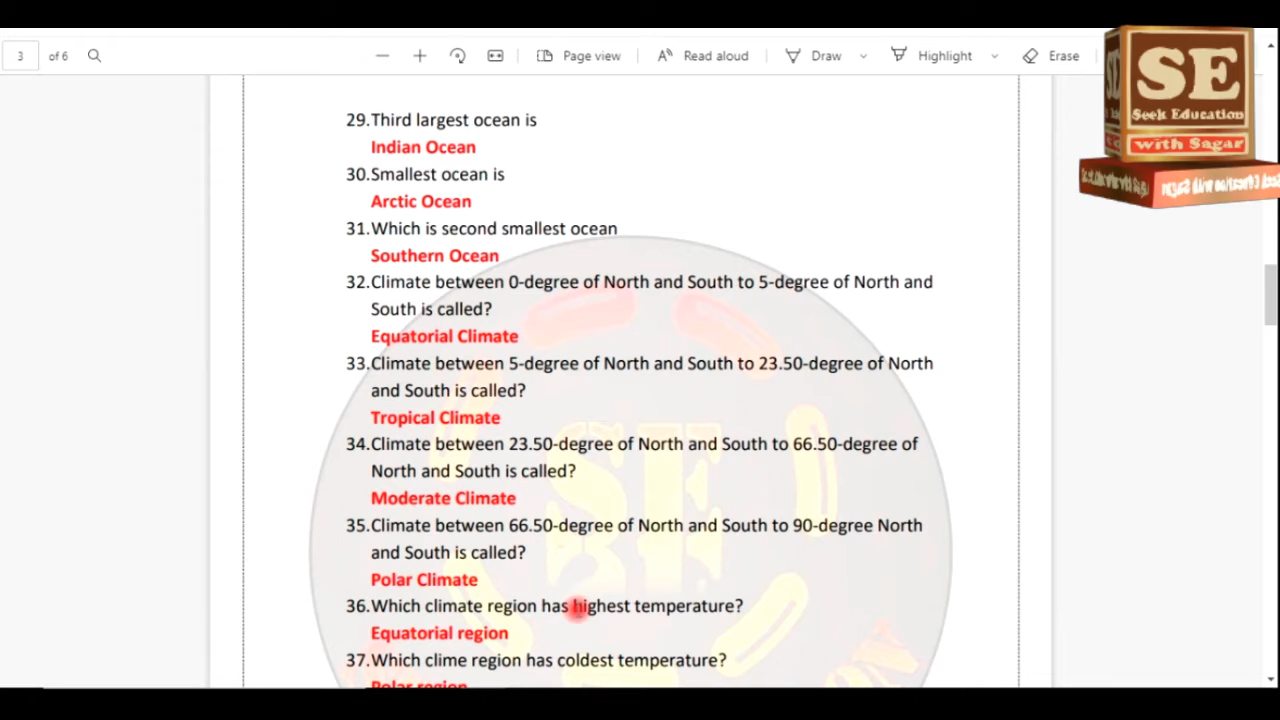 3 of 6 Page view Read aloud Draw Highlight Erase
SE
Seek Education
with Sagar
29.Third largest ocean is
Indian Ocean
30.Smallest ocean is
Arctic Ocean
31.Which is second smallest ocean
Southern Ocean
32.Climate between 0-degree of North and South to 5-degree of North and
South is called?
Equatorial Climate
33.Climate between 5-degree of North and South to 23.50-degree of North
and South is called?
Tropical Climate
34.Climate between 23.50-degree of North and South to 66.50-degree of
North and South is called?
Moderate Climate
35.Climate between 66.50-degree of North and South to 90-degree North
and South is called?
Polar Climate
36.Which climate region has highest temperature?
Equatorial region
37.Which clime region has coldest temperature?
Polar region
SE